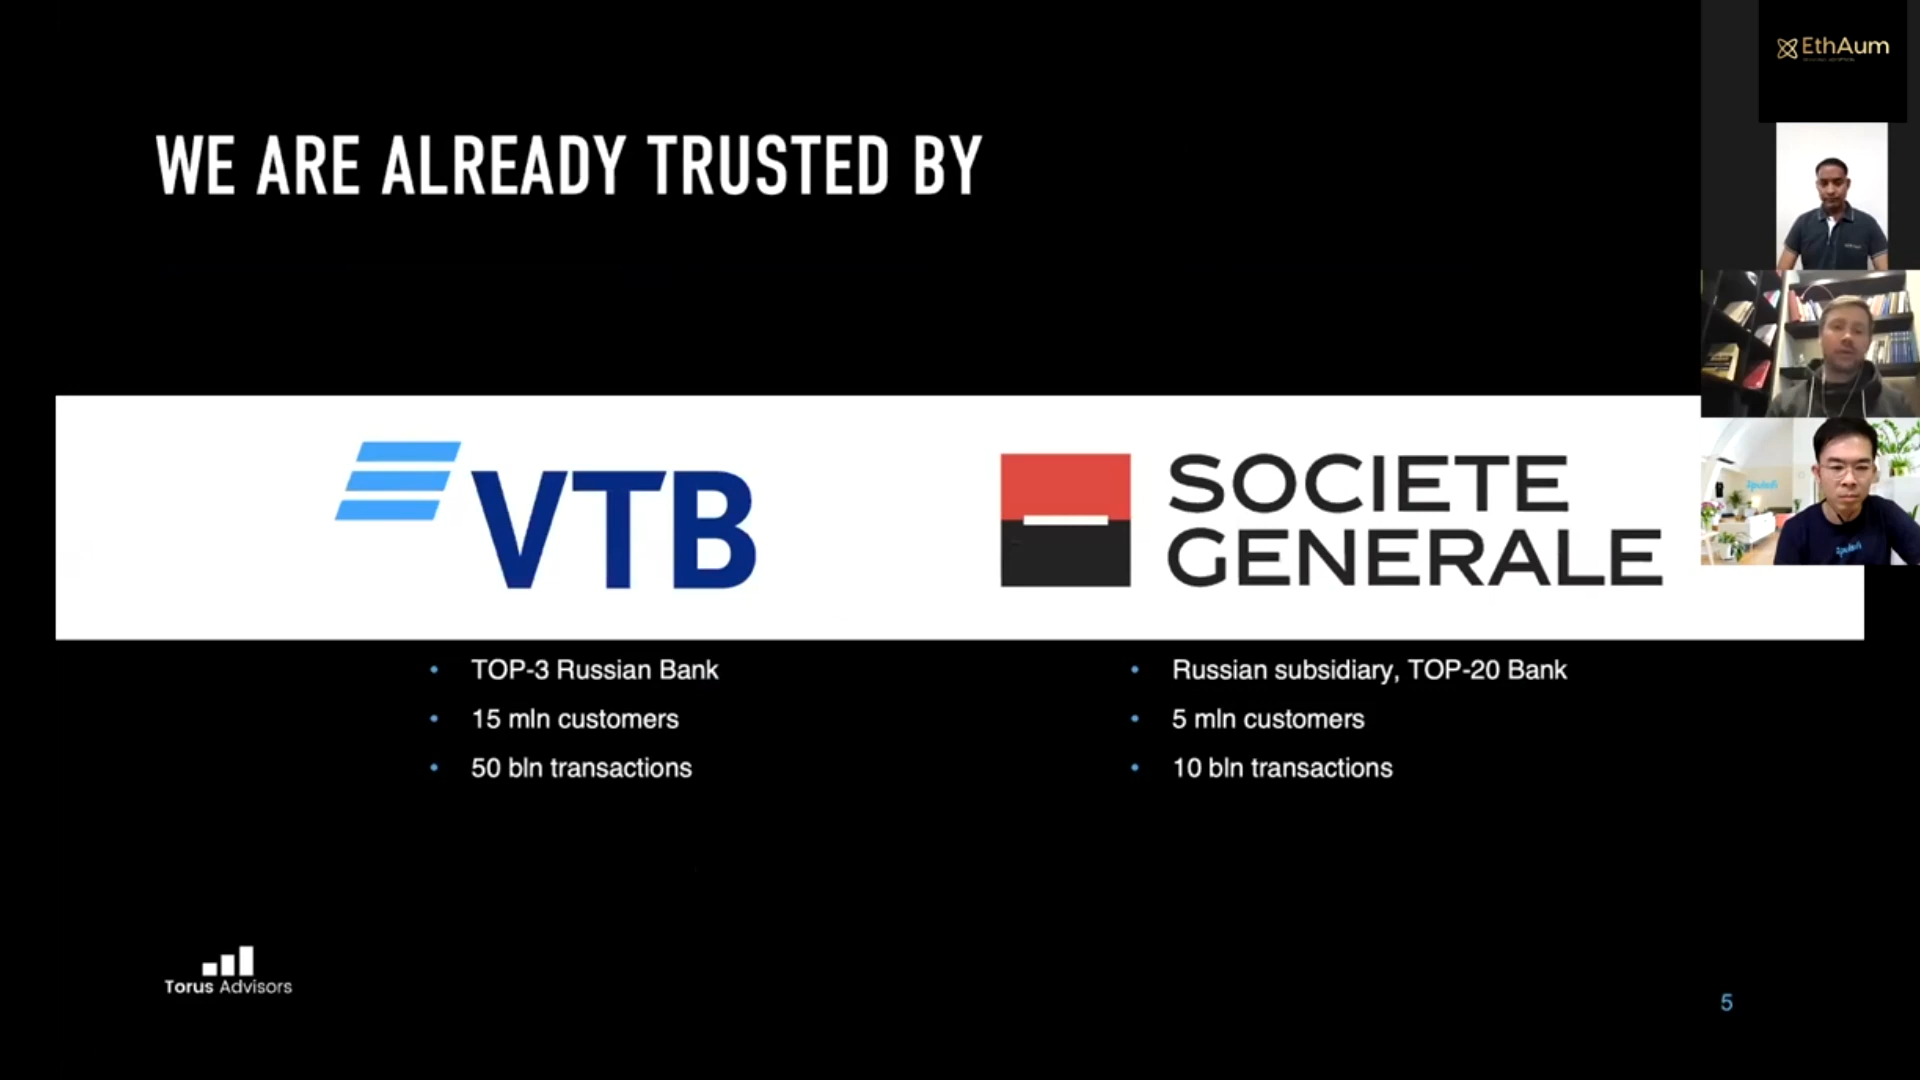 WE ARE ALREADY TRUSTED BY
EthAum
VTB
SOCIETE
GENERALE
TOP-3 Russian Bank
15 mln customers
50 bln transactions
Russian subsidiary, TOP-20 Bank
5 mln customers
10 bln transactions
Torus Advisors
5